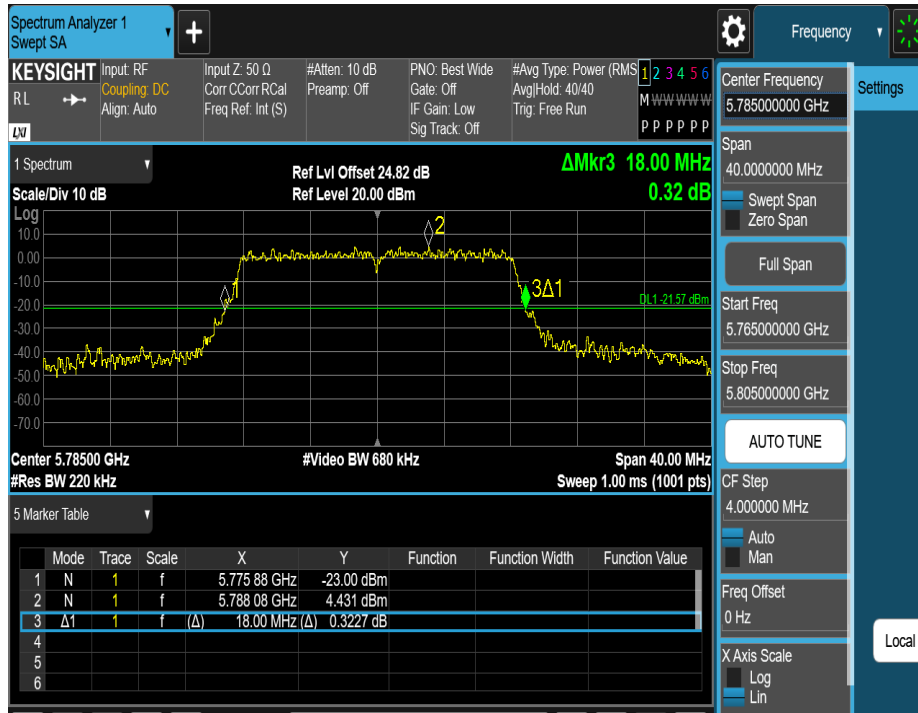 Spectrum Analyzer 1
Swept SA
+
Frequency
KEYSIGHT
RL
LXI
Input: RF
Coupling: DC
Align: Auto
Input Z: 50 Ω
Corr CCorr RCal
Freq Ref: Int (S)
#Atten: 10 dB
Preamp: Off
PNO: Best Wide
Gate: Off
IF Gain: Low
Sig Track: Off
#Avg Type: Power (RMS
Avg|Hold: 40/40
Trig: Free Run
1 2 3 4 5 6
M W W W W W
P P P P P P
1 Spectrum
Scale/Div 10 dB
Ref Lvl Offset 24.82 dB
Ref Level 20.00 dBm
ΔMkr3 18.00 MHz
0.32 dB
Log
10.0
0.00
-10.0
-20.0
-30.0
-40.0
-50.0
-60.0
-70.0
1
2
3Δ1
DL1 -21.57 dBm
Center 5.78500 GHz
#Res BW 220 kHz
#Video BW 680 kHz
Span 40.00 MHz
Sweep 1.00 ms (1001 pts)
5 Marker Table
Mode Trace Scale X Y Function Function Width Function Value
1 N 1 f 5.775 88 GHz -23.00 dBm
2 N 1 f 5.788 08 GHz 4.431 dBm
3 Δ1 1 f (Δ) 18.00 MHz (Δ) 0.3227 dB
4
5
6
Center Frequency
5.785000000 GHz
Span
40.0000000 MHz
Swept Span
Zero Span
Full Span
Start Freq
5.765000000 GHz
Stop Freq
5.805000000 GHz
AUTO TUNE
CF Step
4.000000 MHz
Auto
Man
Freq Offset
0 Hz
X Axis Scale
Log
Lin
Settings
Local